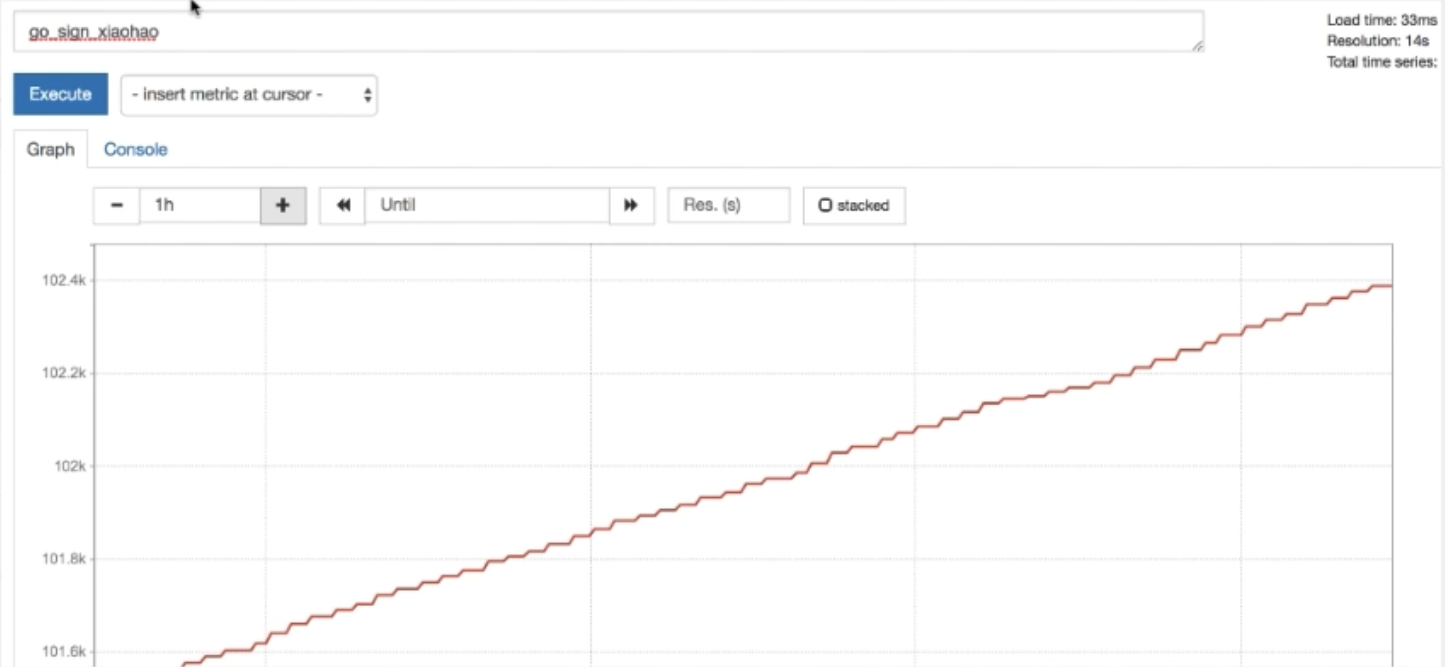 go_sign_xiaohao
Load time: 33ms
Resolution: 14s
Total time series:
Execute
- insert metric at cursor -
Graph Console
− 1h + Until Res. (s) stacked
102.4k
102.2k
102k
101.8k
101.6k